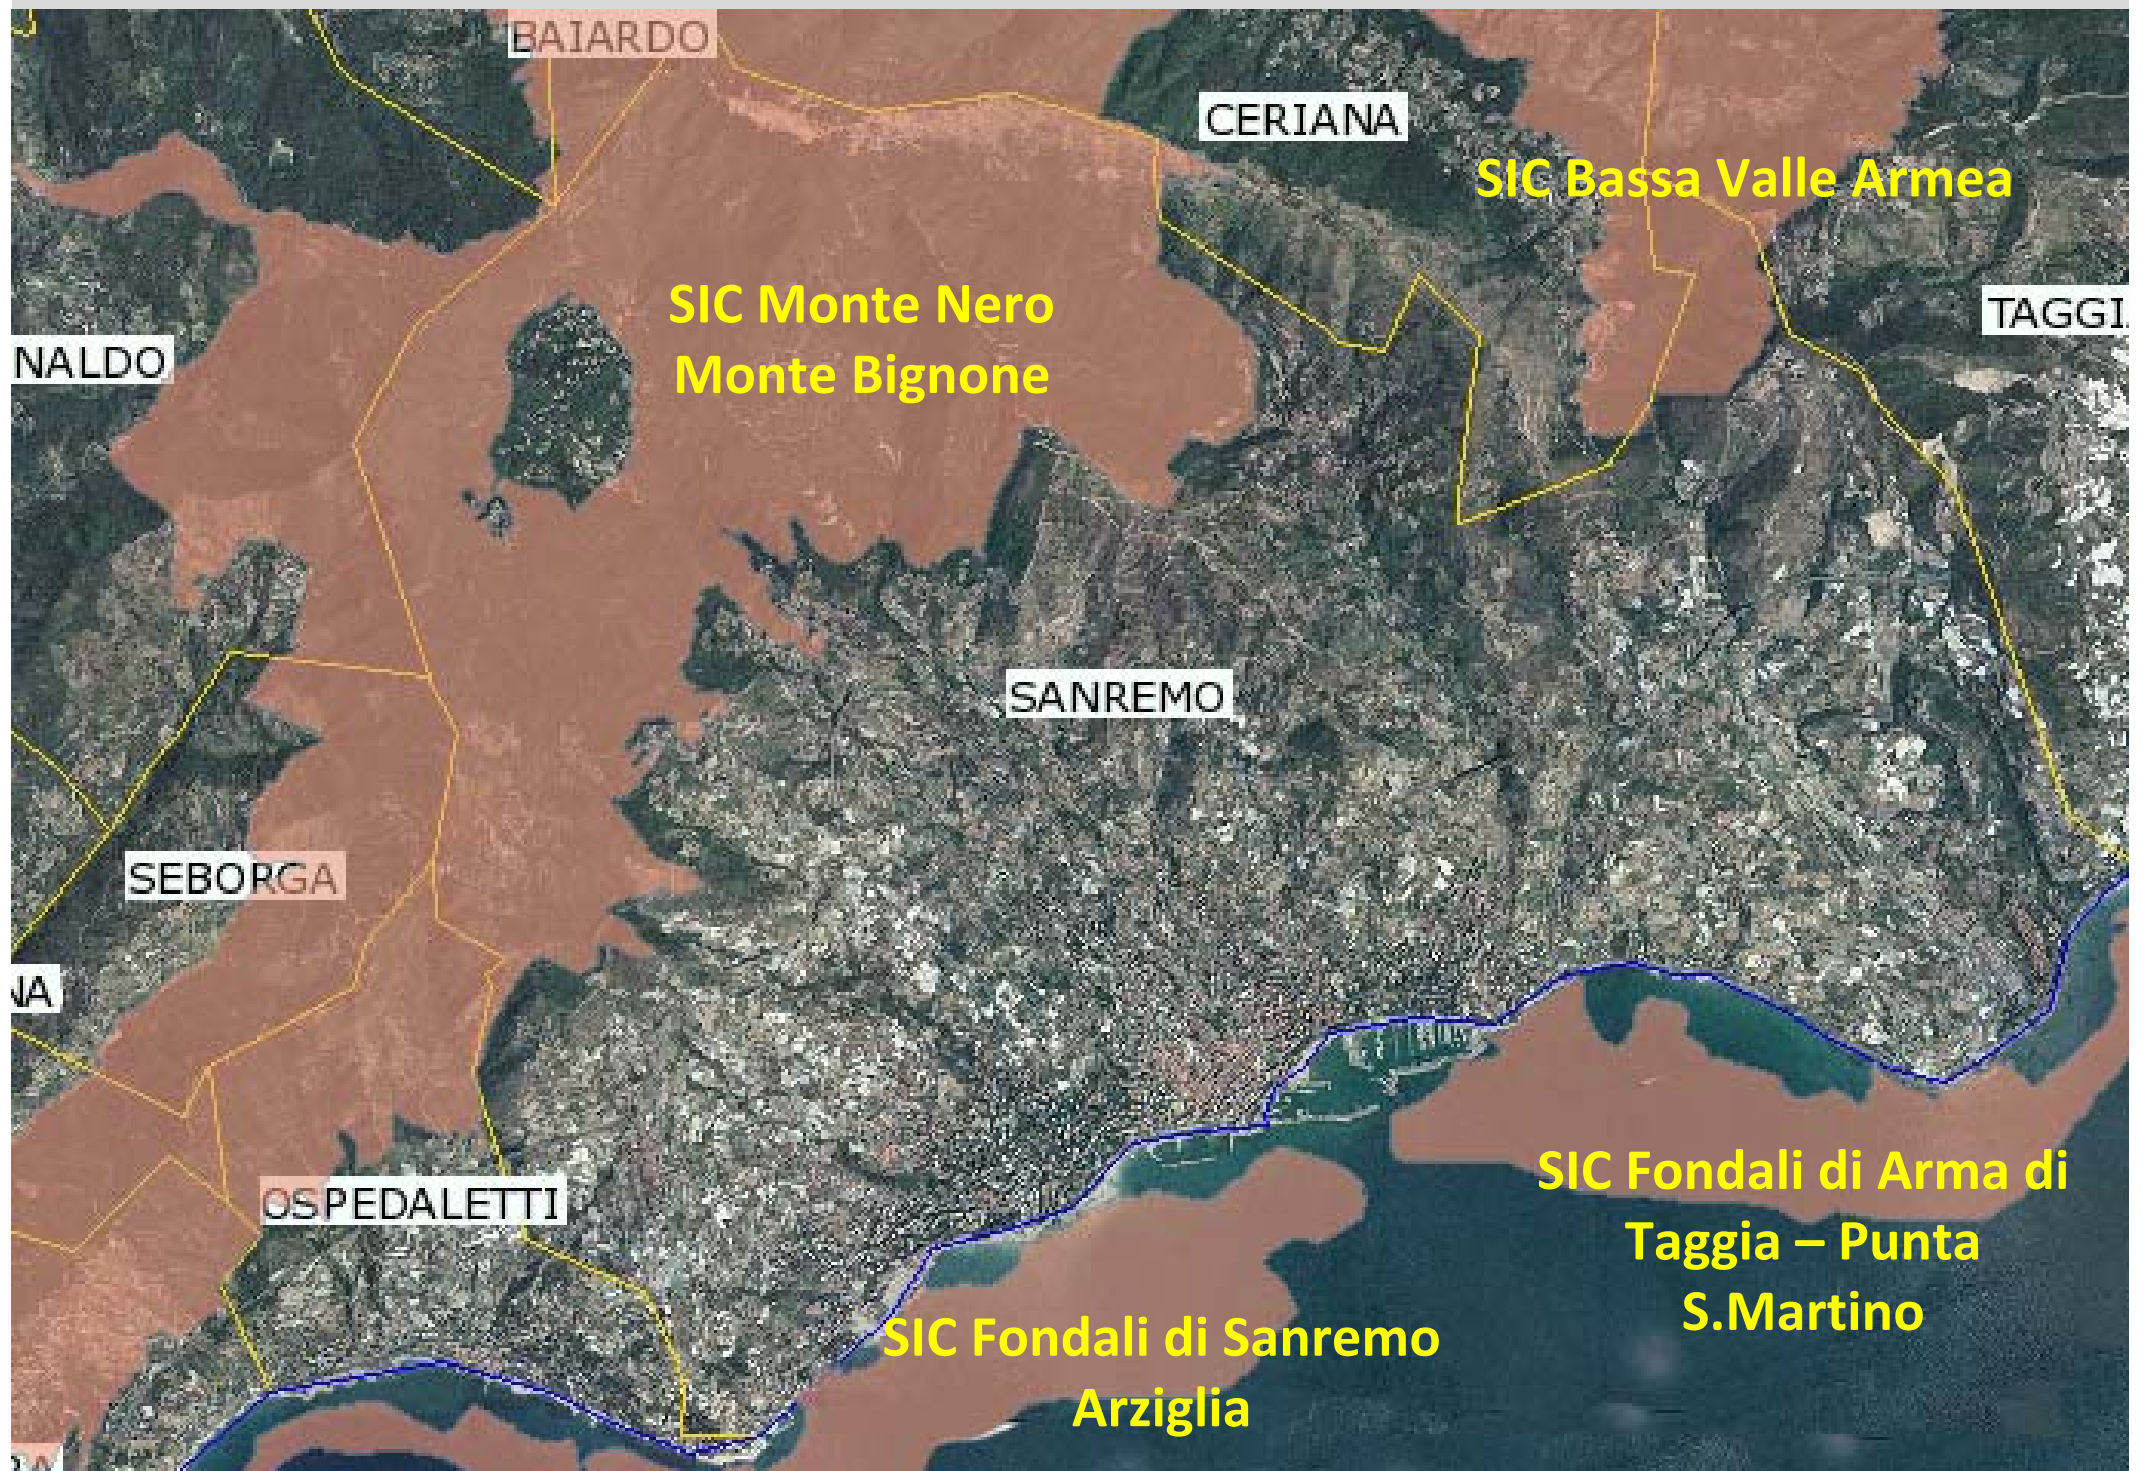 BAIARDO
CERIANA
SIC Bassa Valle Armea
SIC Monte Nero
Monte Bignone
TAGGI
NALDO
SANREMO
SEBORGA
NA
OSPEDALETTI
SIC Fondali di Arma di
Taggia – Punta
S.Martino
SIC Fondali di Sanremo
Arziglia